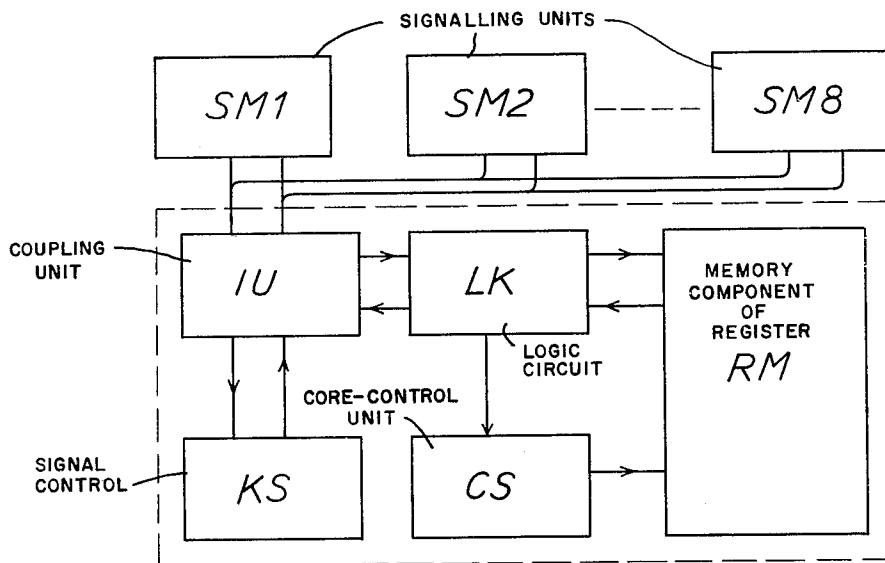 SIGNALLING UNITS
SM1
SM2
SM8
COUPLING
UNIT
IU
LK
MEMORY
COMPONENT
OF
REGISTER
RM
LOGIC
CIRCUIT
CORE-CONTROL
UNIT
SIGNAL
CONTROL
KS
CS